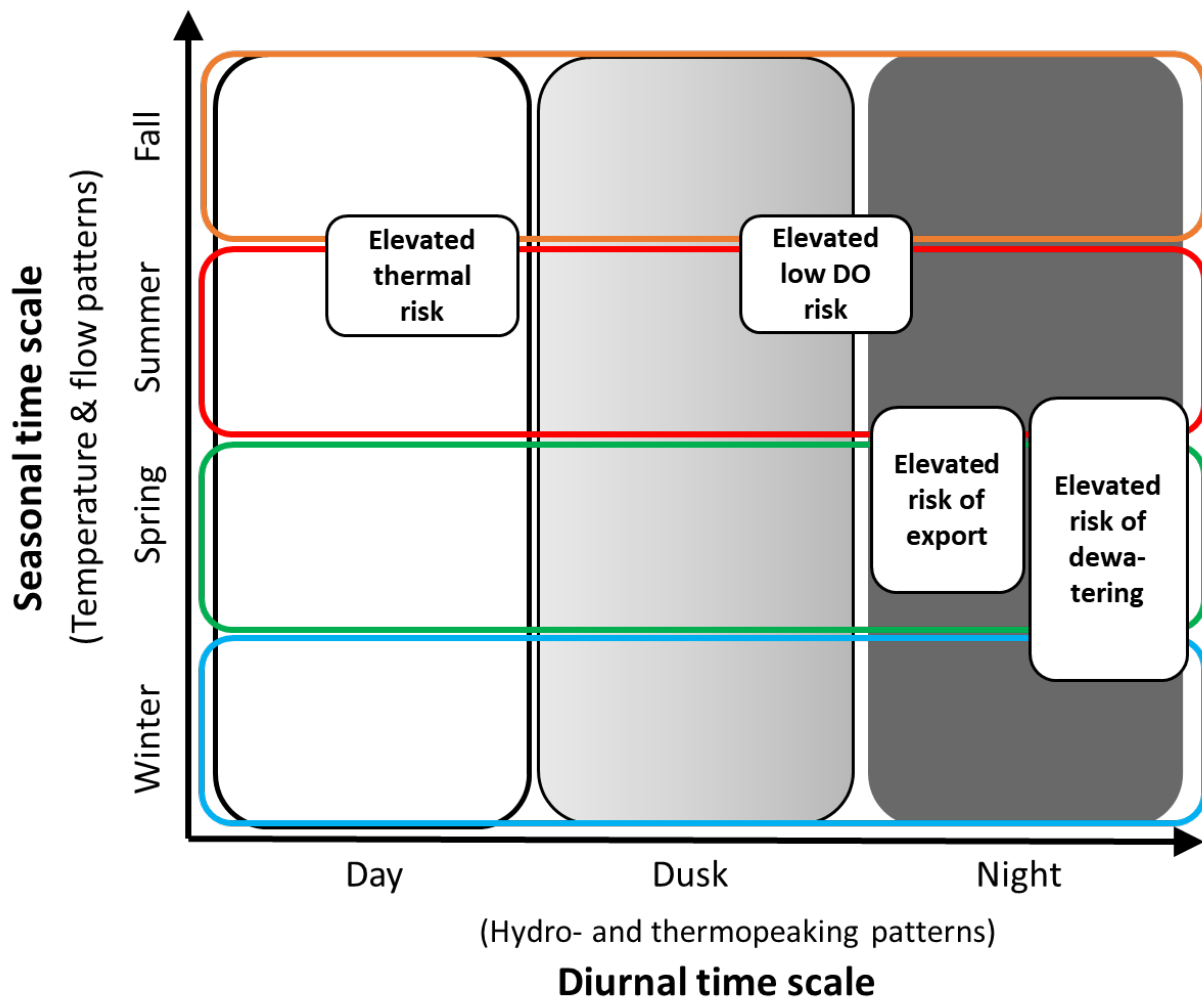 Seasonal time scale
(Temperature & flow patterns)
Fall
Summer
Spring
Winter
Elevated
thermal
risk
Elevated
low DO
risk
Elevated
risk of
export
Elevated
risk of
dewa-
tering
Day
Dusk
Night
(Hydro- and thermopeaking patterns)
Diurnal time scale